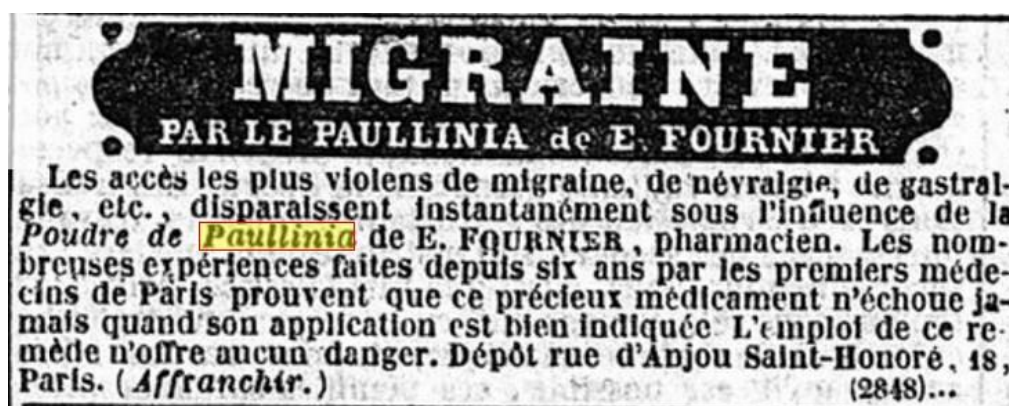 MIGRAINE
PAR LE PAULLINIA de E. FOURNIER
Les accès les plus violens de migraine, de névralgie, de gastral-
gie, etc., disparaissent instantanément sous l'influence de la
Poudre de Paullinia de E. FOURNIER, pharmacien. Les nom-
breuses expériences faites depuis six ans par les premiers méde-
cins de Paris prouvent que ce précieux médicament n'échoue ja-
mais quand son application est bien indiquée. L'emploi de ce re-
mède n'offre aucun danger. Dépôt rue d'Anjou Saint-Honoré, 18,
Paris. (Affranchir.) (2848)...